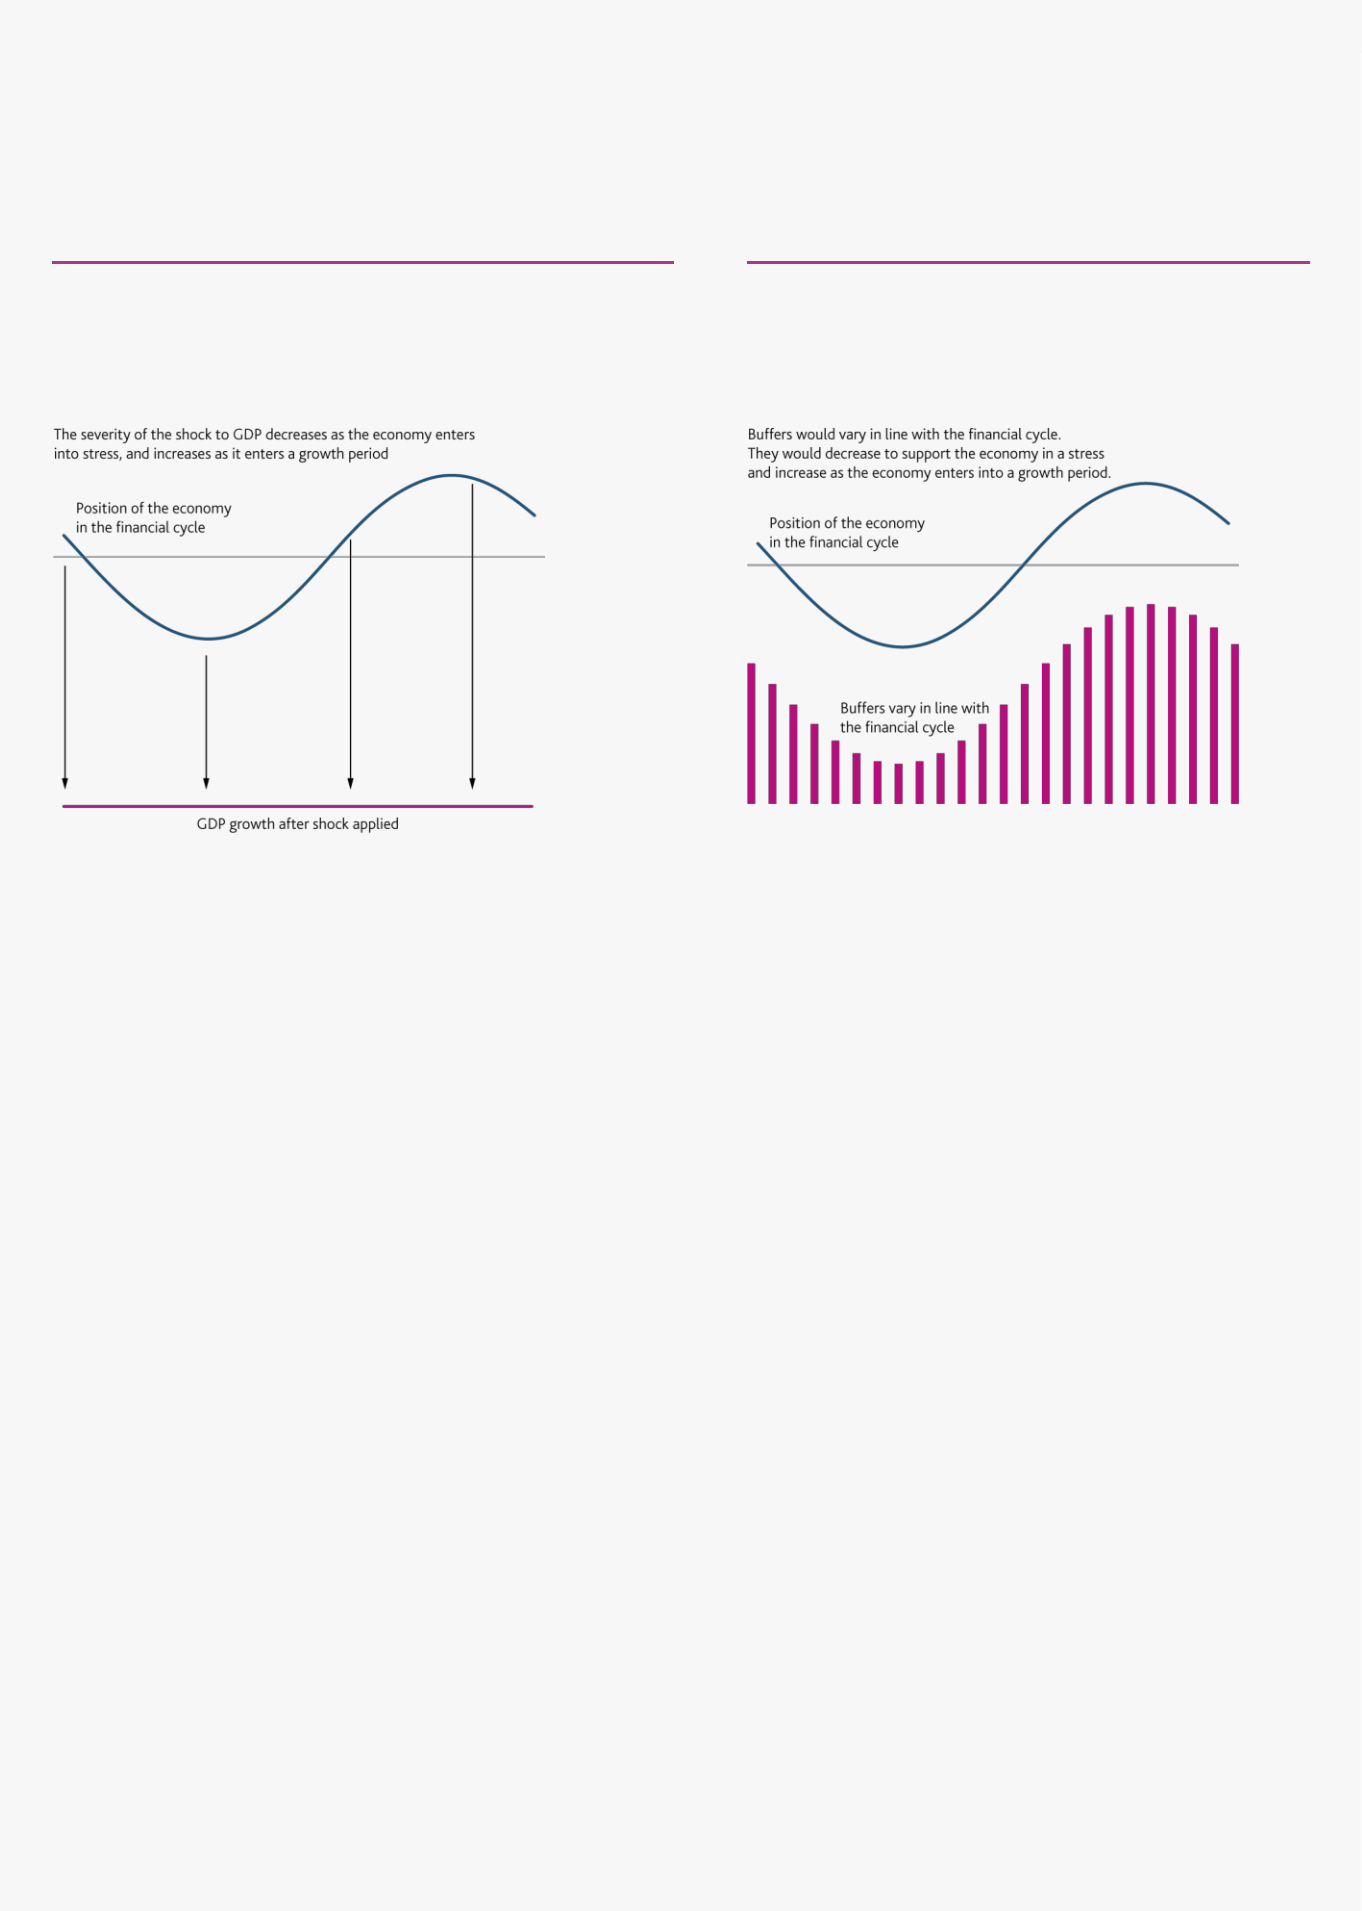 The severity of the shock to GDP decreases as the economy enters
into stress, and increases as it enters a growth period
Position of the economy
in the financial cycle
GDP growth after shock applied
Buffers would vary in line with the financial cycle.
They would decrease to support the economy in a stress
and increase as the economy enters into a growth period.
Position of the economy
in the financial cycle
Buffers vary in line with
the financial cycle